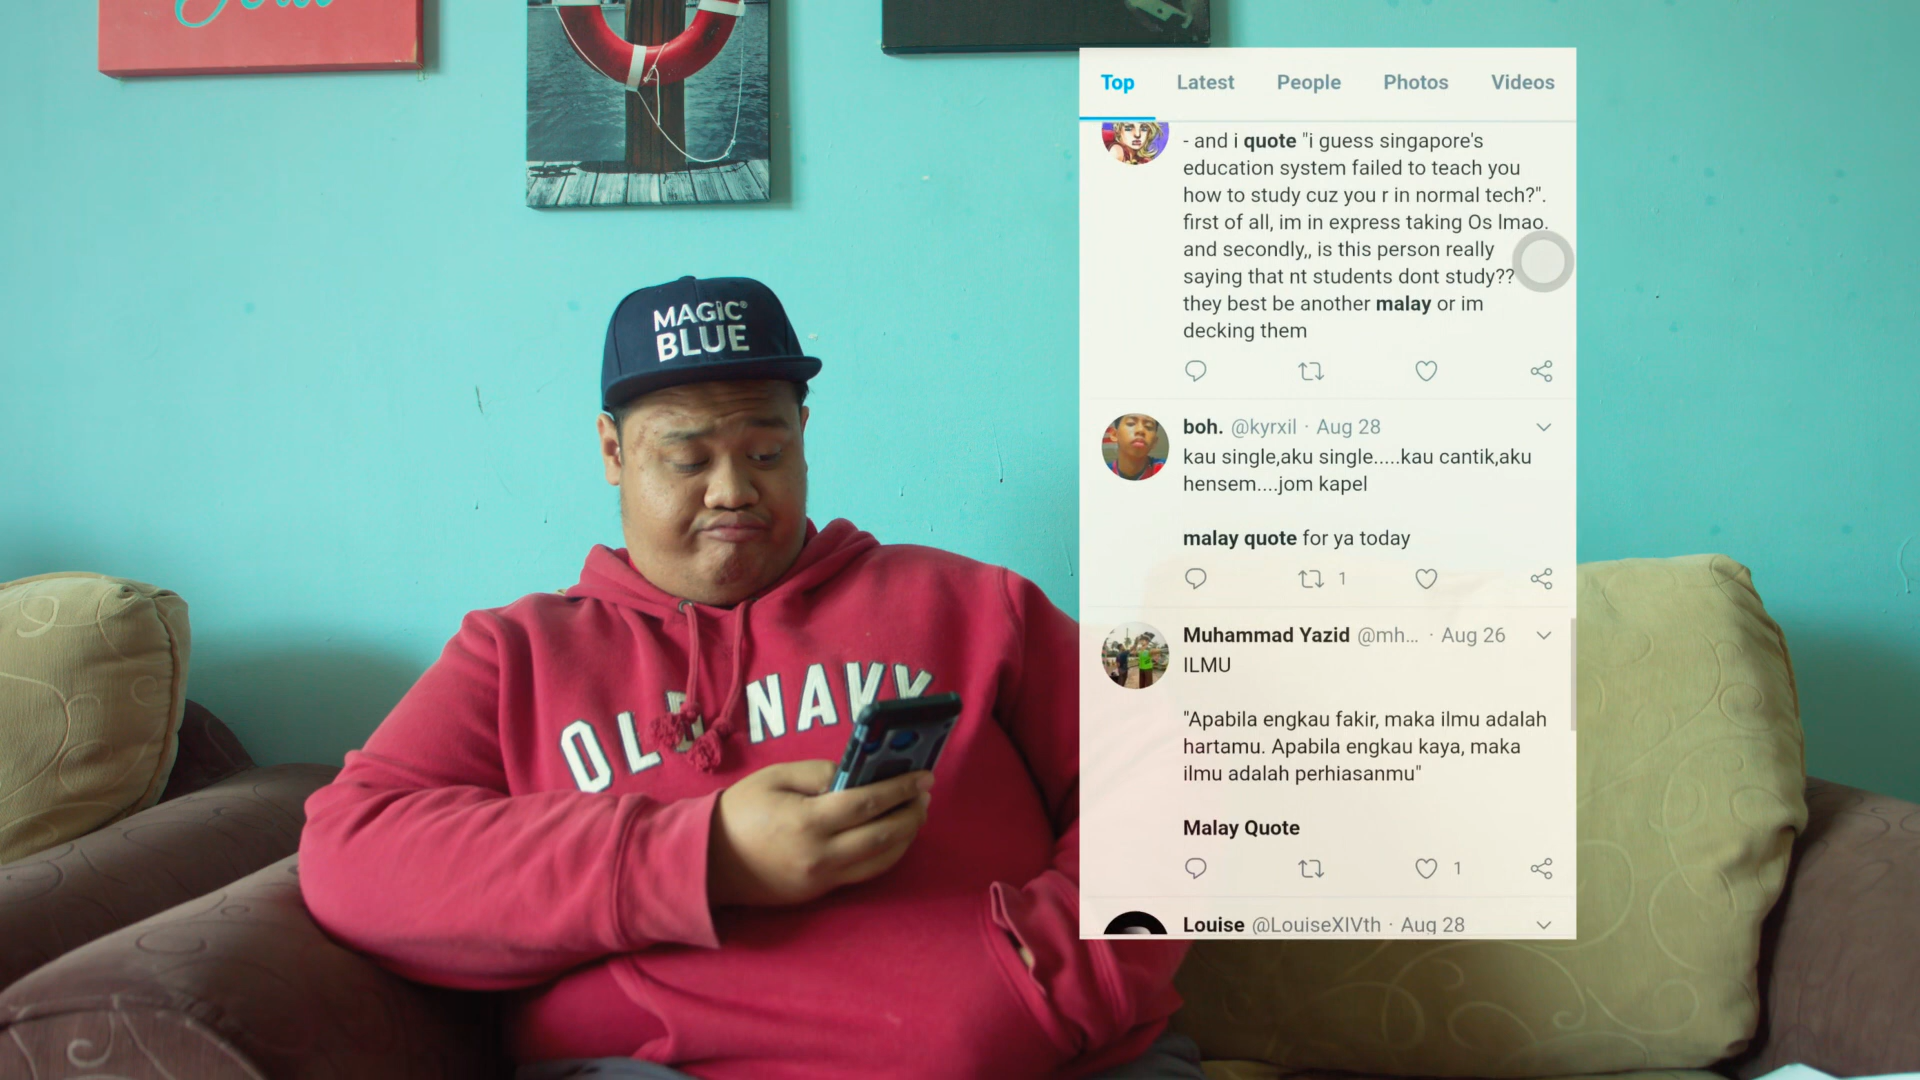 MAGIC®
BLUE
OLD NAVY
Top Latest People Photos Videos
- and i quote "i guess singapore's
education system failed to teach you
how to study cuz you r in normal tech?".
first of all, im in express taking Os lmao.
and secondly,, is this person really
saying that nt students dont study??
they best be another malay or im
decking them
boh. @kyrxil · Aug 28
kau single,aku single.....kau cantik,aku
hensem....jom kapel
malay quote for ya today
1
Muhammad Yazid @mh... · Aug 26
ILMU
"Apabila engkau fakir, maka ilmu adalah
hartamu. Apabila engkau kaya, maka
ilmu adalah perhiasanmu"
Malay Quote
1
Louise @LouiseXIVth · Aug 28